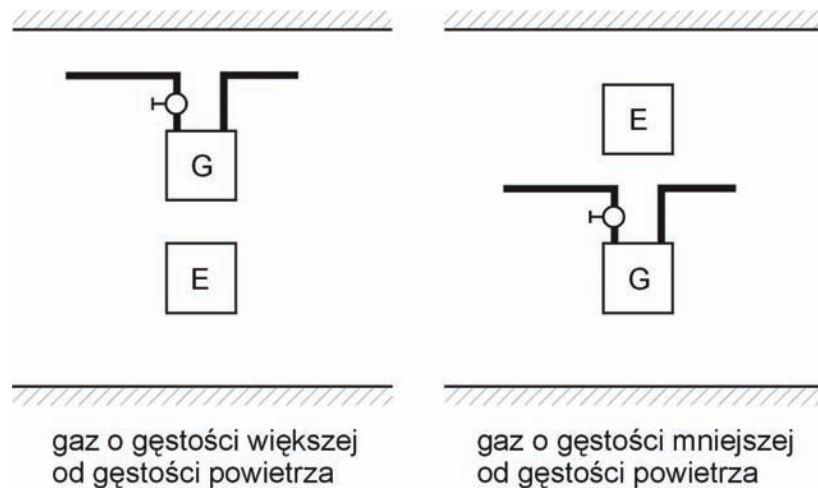 G
E
gaz o gęstości większej
od gęstości powietrza
E
G
gaz o gęstości mniejszej
od gęstości powietrza